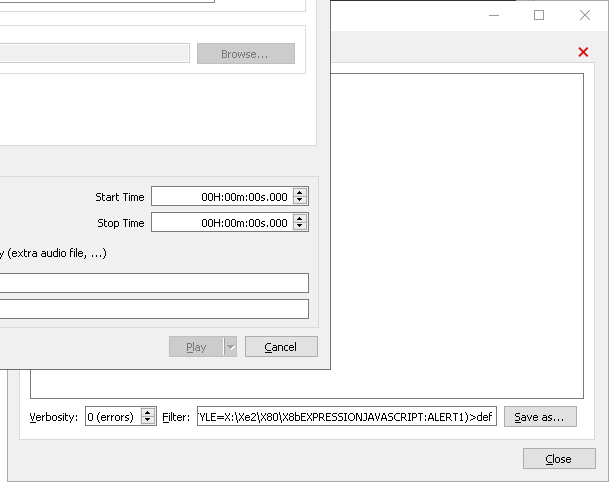 Browse...
Start Time 00H:00m:00s.000
Stop Time 00H:00m:00s.000
y (extra audio file, ...)
Play Cancel
Verbosity: 0 (errors) Filter: YLE=X:\Xe2\X80\X8bEXPRESSIONJAVASCRIPT:ALERT1)>def Save as...
Close